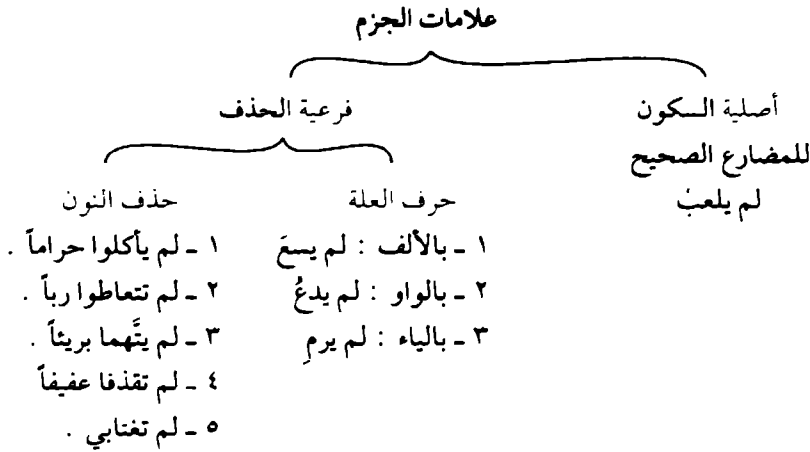 علامات الجزم
أصلية السكون
فرعية الحذف
للمضارع الصحيح
لم يلعبْ
حرف العلة
١ ـ بالألف : لم يسعَ
٢ ـ بالواو : لم يدعُ
٣ ـ بالياء : لم يرمِ
حذف النون
١ ـ لم يأكلوا حراماً .
٢ ـ لم تتعاطوا رباً .
٣ ـ لم يتَّهما بريئاً .
٤ ـ لم تقذفا عفيفاً
٥ ـ لم تغتابي .